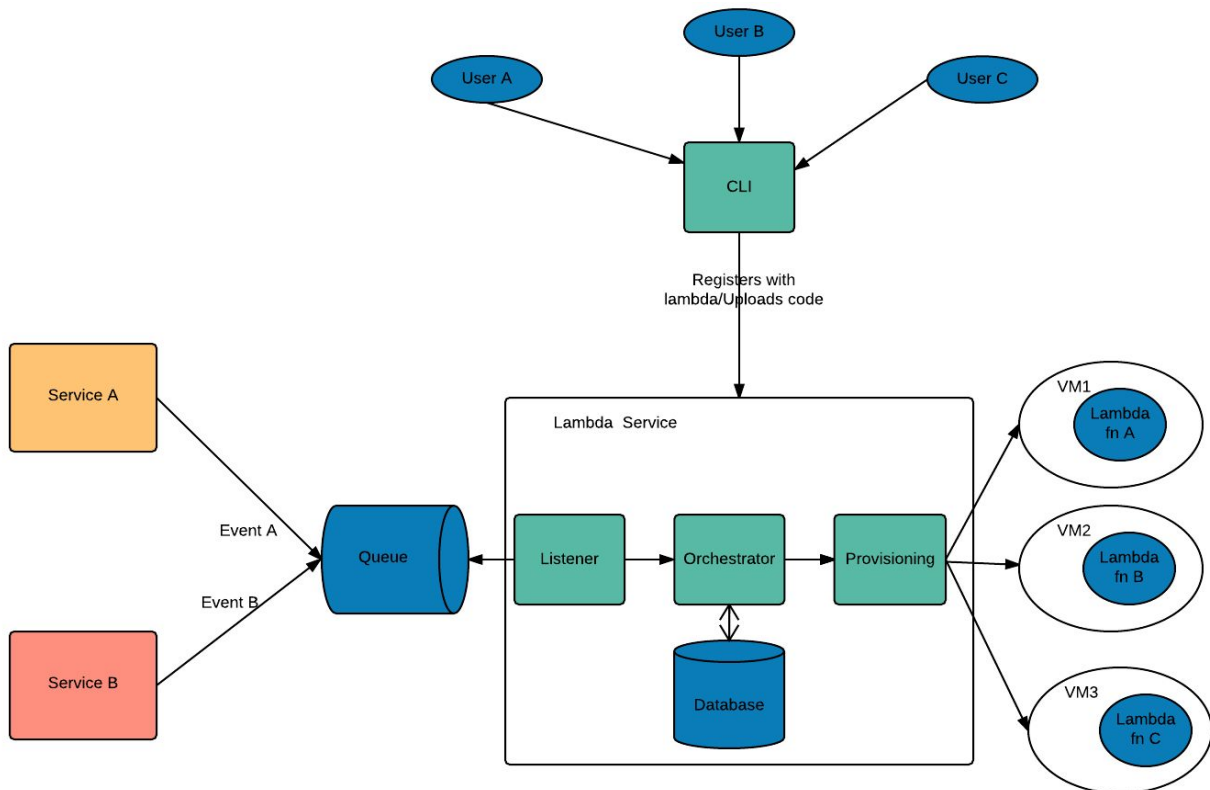 User B
User A
User C
CLI
Registers with
lambda/Uploads code
Service A
Event A
Event B
Service B
Queue
Lambda Service
Listener
Orchestrator
Provisioning
Database
VM1
Lambda
fn A
VM2
Lambda
fn B
VM3
Lambda
fn C